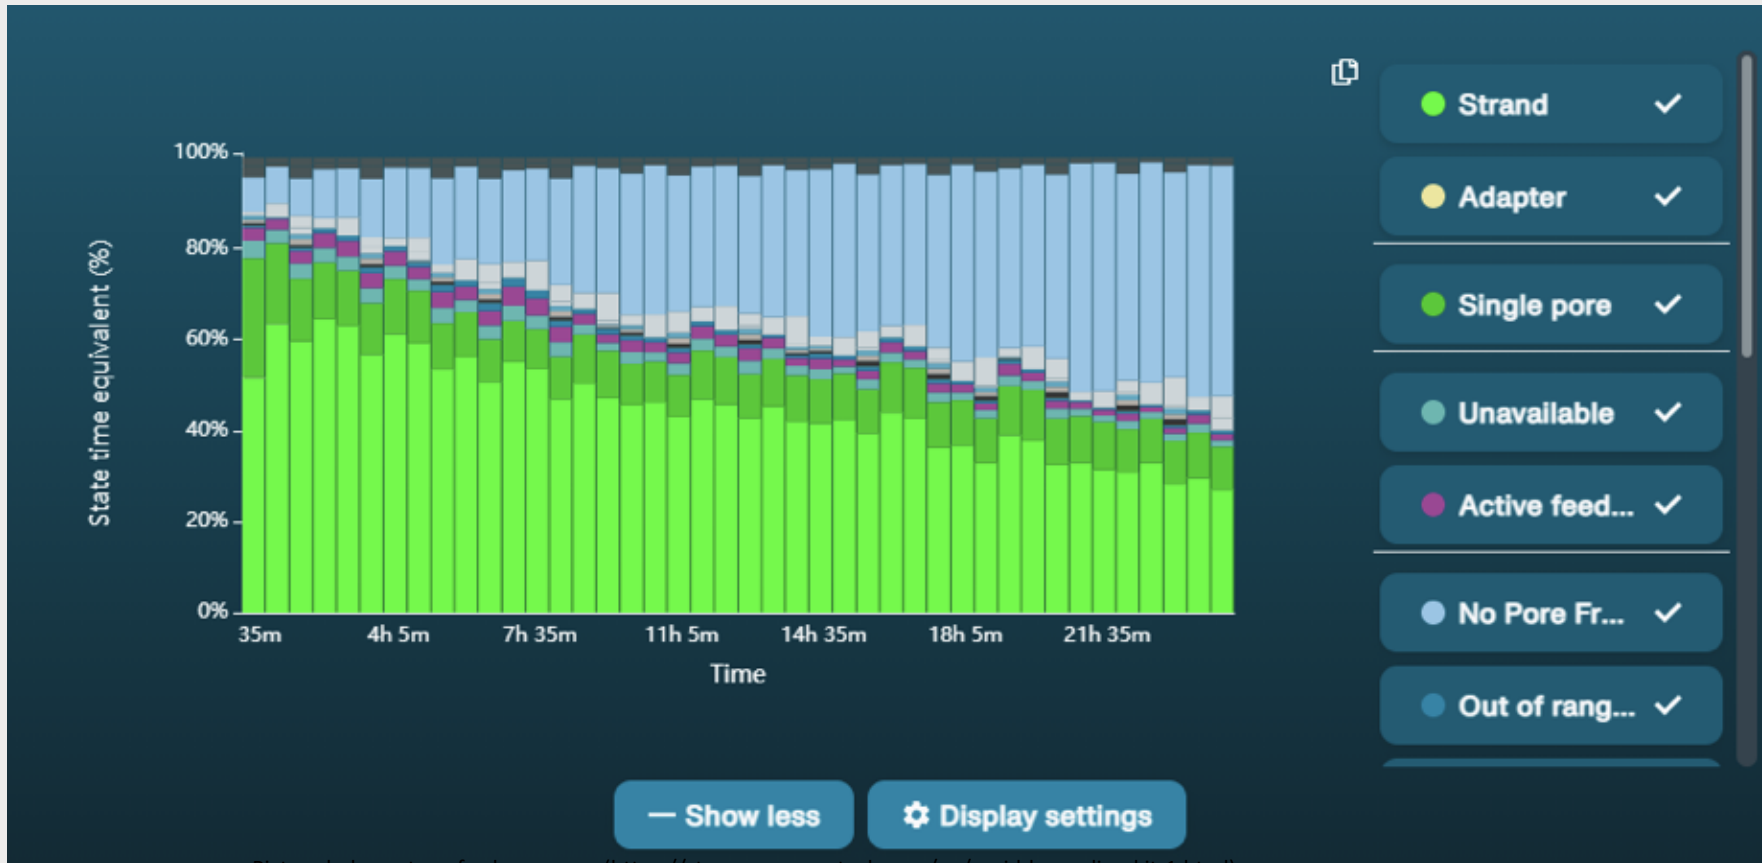 Strand
Adapter
Single pore
Unavailable
Active feed...
No Pore Fr...
Out of rang...
State time equivalent (%)
100%
80%
60%
40%
20%
0%
35m 4h 5m 7h 35m 11h 5m 14h 35m 18h 5m 21h 35m
Time
Show less
Display settings